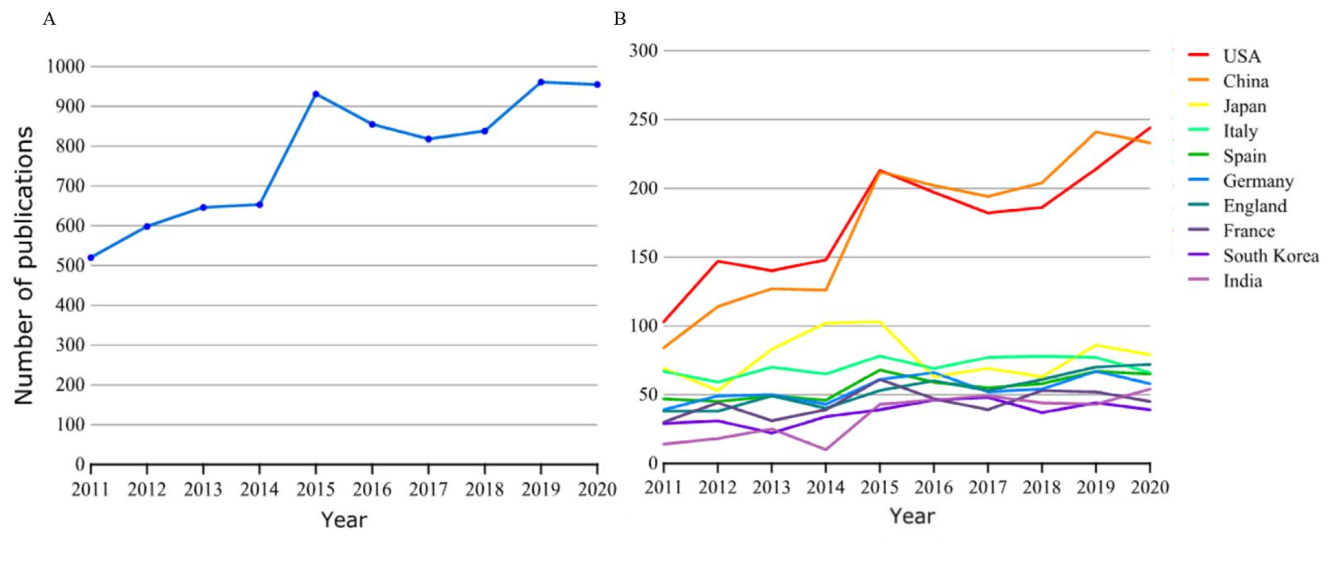 A
Number of publications
1000
900
800
700
600
500
400
300
200
100
0
2011 2012 2013 2014 2015 2016 2017 2018 2019 2020
Year
B
300
250
200
150
100
50
0
2011 2012 2013 2014 2015 2016 2017 2018 2019 2020
Year
USA
China
Japan
Italy
Spain
Germany
England
France
South Korea
India